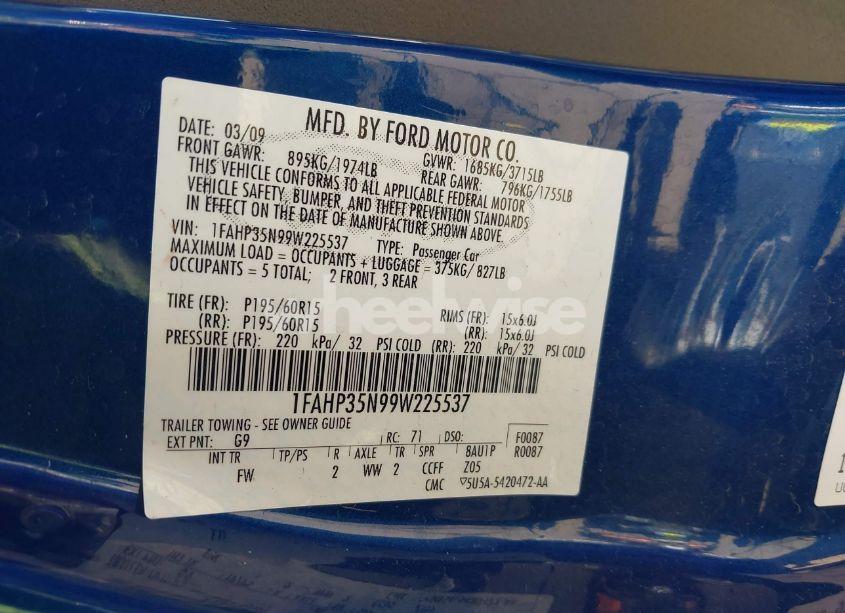 MFD. BY FORD MOTOR CO.
DATE: 03/09 GVWR: 1685KG/3715LB
FRONT GAWR: 895KG/1974LB REAR GAWR: 796KG/1755LB
THIS VEHICLE CONFORMS TO ALL APPLICABLE FEDERAL MOTOR
VEHICLE SAFETY, BUMPER, AND THEFT PREVENTION STANDARDS
IN EFFECT ON THE DATE OF MANUFACTURE SHOWN ABOVE.
VIN: 1FAHP35N99W225537 TYPE: Passenger Car
MAXIMUM LOAD = OCCUPANTS + LUGGAGE = 375KG/ 827LB
OCCUPANTS = 5 TOTAL; 2 FRONT, 3 REAR
heelwise
TIRE (FR): P195/60R15 RIMS (FR): 15x6.0J
(RR): P195/60R15 (RR): 15x6.0J
PRESSURE (FR): 220 kPa/ 32 PSI COLD (RR): 220 kPa/ 32 PSI COLD
1FAHP35N99W225537
TRAILER TOWING - SEE OWNER GUIDE
EXT PNT: G9 RC: 71 DSO: F0087
INT TR TP/PS R AXLE TR SPR 8AU1P R0087
FW 2 WW 2 CCFF Z05
CMC 5U5A-5420472-AA